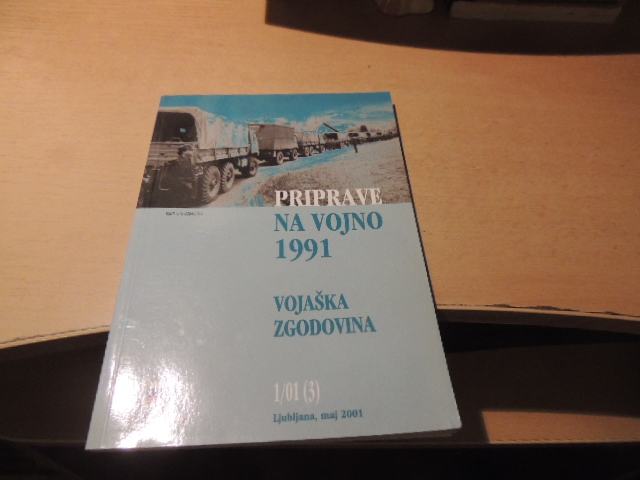 PRIPRAVE
NA VOJNO
1991
VOJAŠKA
ZGODOVINA
1/01 (3)
Ljubljana, maj 2001